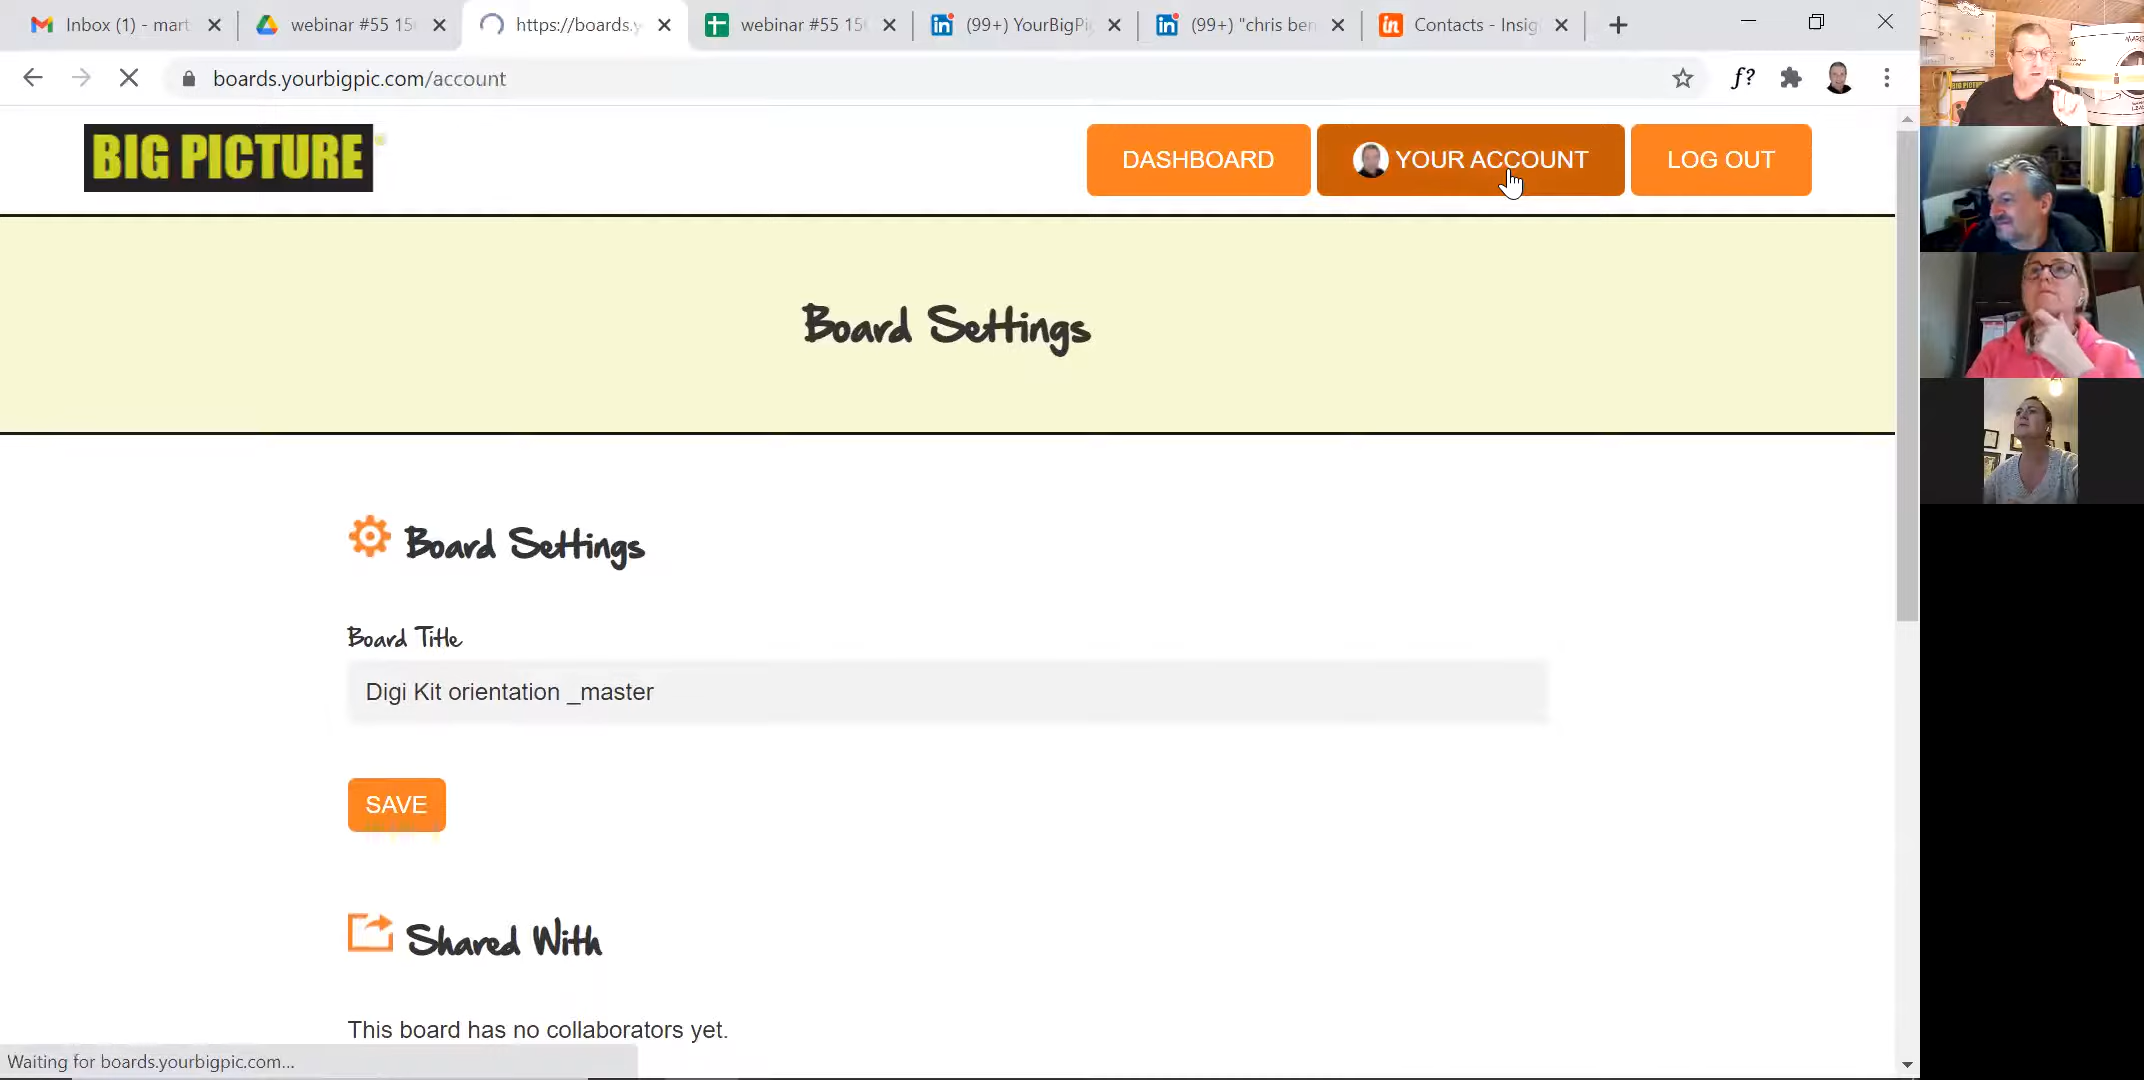 Inbox (1) - mart
webinar #55 15
https://boards.y
webinar #55 15
(99+) YourBigPi
(99+) "chris ben
Contacts - Insig
boards.yourbigpic.com/account
f?
BIG PICTURE
DASHBOARD
YOUR ACCOUNT
LOG OUT
Board Settings
Board Settings
Board Title
Digi Kit orientation _master
SAVE
Shared With
This board has no collaborators yet.
Waiting for boards.yourbigpic.com...